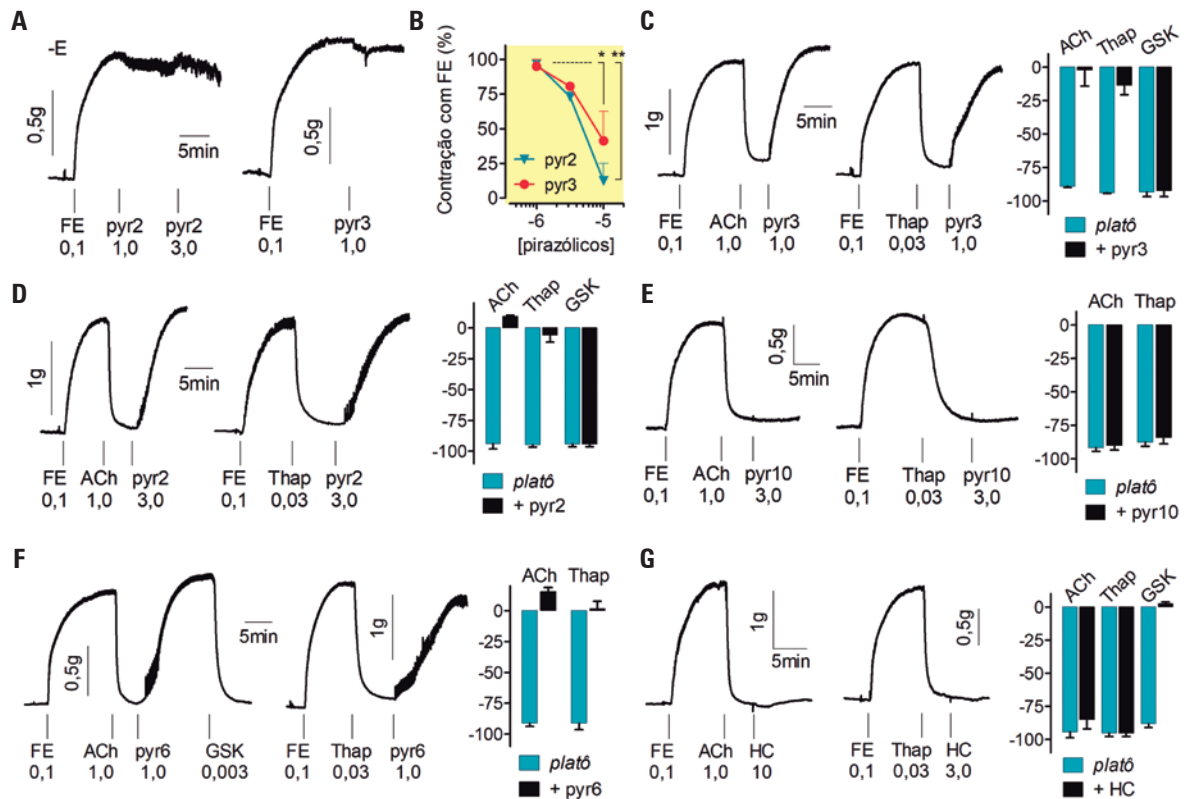 A
-E
0,5g
5min
0,5g
FE pyr2 pyr2
0,1 1,0 3,0
FE pyr3
0,1 1,0
B
Contração com FE (%)
100
75
50
25
0
* **
pyr2
pyr3
-6 -5
[pirazólicos]
C
1g
5min
FE ACh pyr3
0,1 1,0 1,0
FE Thap pyr3
0,1 0,03 1,0
ACh Thap GSK
0
-25
-50
-75
-100
platô
+ pyr3
D
1g
5min
FE ACh pyr2
0,1 1,0 3,0
FE Thap pyr2
0,1 0,03 3,0
ACh Thap GSK
0
-25
-50
-75
-100
platô
+ pyr2
E
0,5g
5min
FE ACh pyr10
0,1 1,0 3,0
FE Thap pyr10
0,1 0,03 3,0
ACh Thap
0
-25
-50
-75
-100
platô
+ pyr10
F
0,5g
5min
1g
FE ACh pyr6 GSK
0,1 1,0 1,0 0,003
FE Thap pyr6
0,1 0,03 1,0
ACh Thap
0
-25
-50
-75
-100
platô
+ pyr6
G
1g
5min
0,5g
FE ACh HC
0,1 1,0 10
FE Thap HC
0,1 0,03 3,0
ACh Thap GSK
0
-25
-50
-75
-100
platô
+ HC